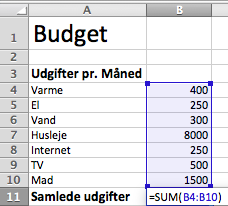 A B
1 Budget
2
3 Udgifter pr. Måned
4 Varme 400
5 El 250
6 Vand 300
7 Husleje 8000
8 Internet 250
9 TV 500
10 Mad 1500
11 Samlede udgifter =SUM(B4:B10)